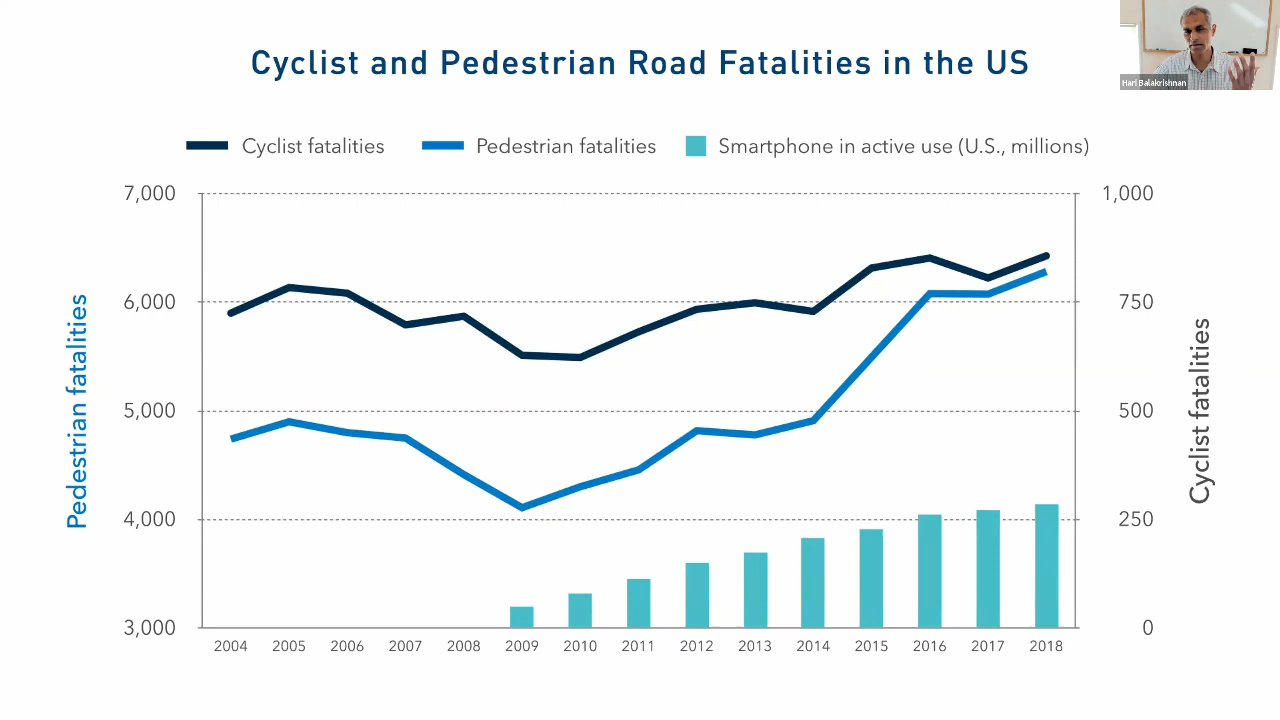 Cyclist and Pedestrian Road Fatalities in the US
Hari Balakrishnan
Cyclist fatalities
Pedestrian fatalities
Smartphone in active use (U.S., millions)
7,000
6,000
5,000
4,000
3,000
Pedestrian fatalities
1,000
750
500
250
0
Cyclist fatalities
2004 2005 2006 2007 2008 2009 2010 2011 2012 2013 2014 2015 2016 2017 2018